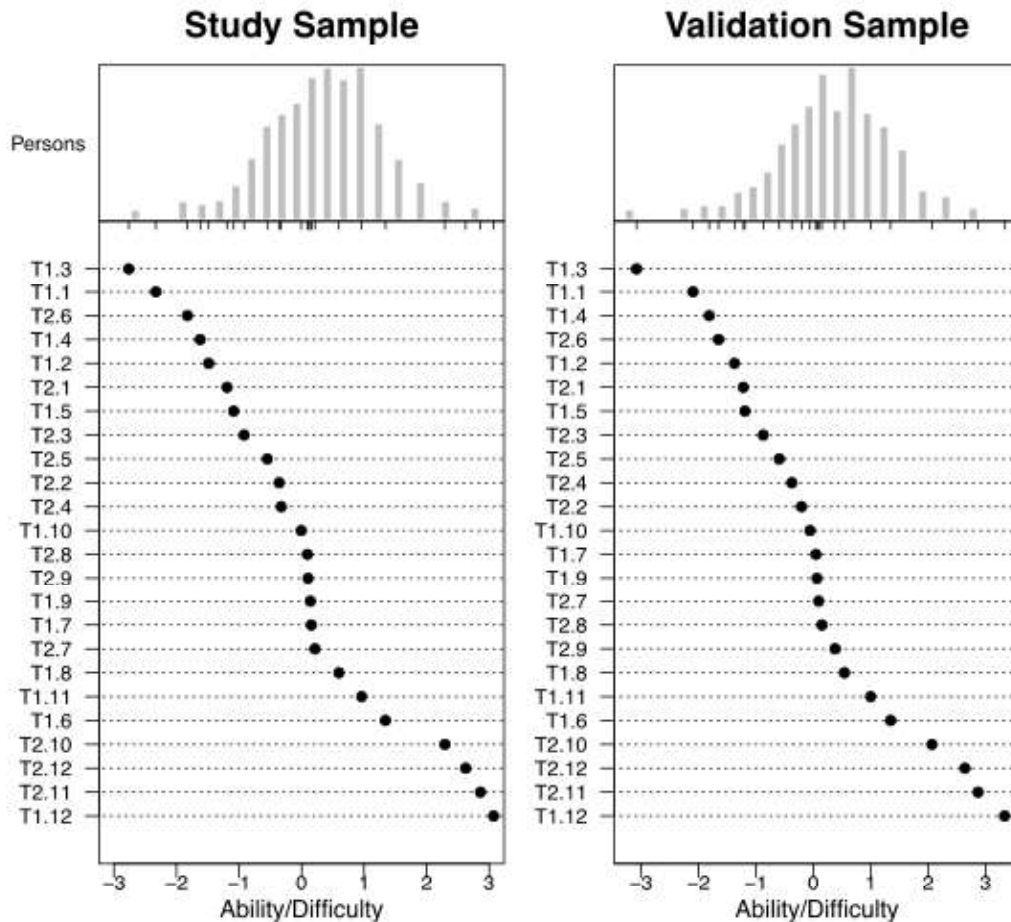 Study Sample
Validation Sample
Persons
T1.3
T1.1
T2.6
T1.4
T1.2
T2.1
T1.5
T2.3
T2.5
T2.2
T2.4
T1.10
T2.8
T2.9
T1.9
T1.7
T2.7
T1.8
T1.11
T1.6
T2.10
T2.12
T2.11
T1.12
−3 −2 −1 0 1 2 3
Ability/Difficulty
T1.3
T1.1
T1.4
T2.6
T1.2
T2.1
T1.5
T2.3
T2.5
T2.4
T2.2
T1.10
T1.7
T1.9
T2.7
T2.8
T2.9
T1.8
T1.11
T1.6
T2.10
T2.12
T2.11
T1.12
−3 −2 −1 0 1 2 3
Ability/Difficulty